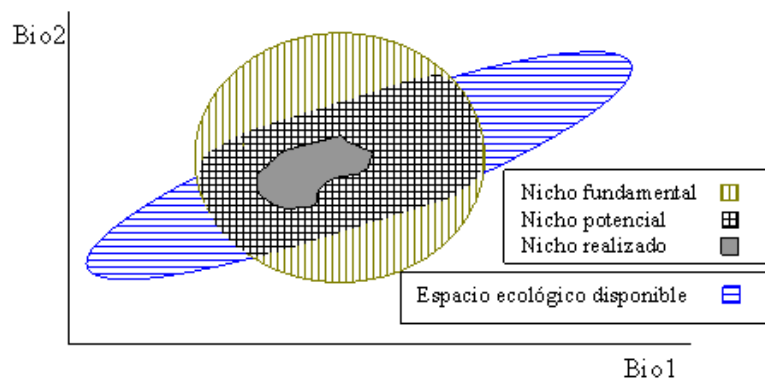 Bio2
Nicho fundamental
Nicho potencial
Nicho realizado
Espacio ecológico disponible
Bio1